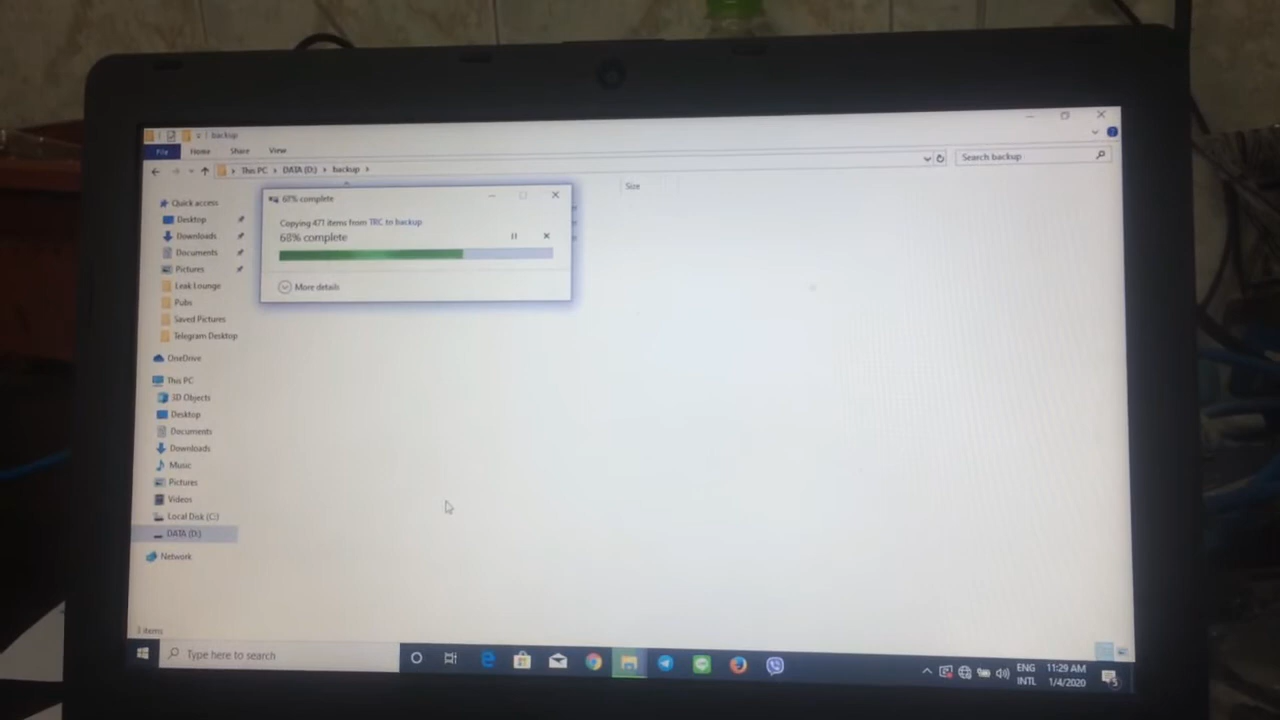 backup
File Home Share View
This PC > DATA (D:) > backup >
Search backup
Size
68% complete
Copying 471 items from TRC to backup
68% complete
More details
Quick access
Desktop
Downloads
Documents
Pictures
Leak Lounge
Pubs
Saved Pictures
Telegram Desktop
OneDrive
This PC
3D Objects
Desktop
Documents
Downloads
Music
Pictures
Videos
Local Disk (C:)
DATA (D:)
Network
3 items
Type here to search
ENG 11:29 AM
INTL 1/4/2020